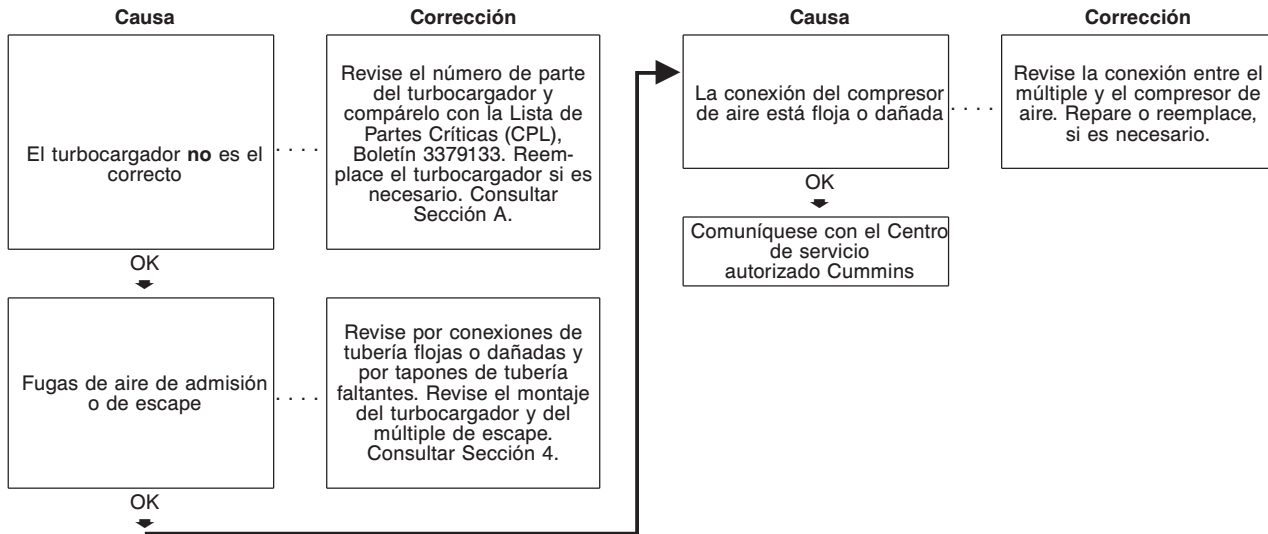 Causa
Corrección
El turbocargador no es el
correcto
. . . .
Revise el número de parte
del turbocargador y
compárelo con la Lista de
Partes Críticas (CPL),
Boletín 3379133. Reem-
place el turbocargador si es
necesario. Consultar
Sección A.
OK
Fugas de aire de admisión
o de escape
. . . .
Revise por conexiones de
tubería flojas o dañadas y
por tapones de tubería
faltantes. Revise el montaje
del turbocargador y del
múltiple de escape.
Consultar Sección 4.
OK
Causa
Corrección
La conexión del compresor
de aire está floja o dañada
. . . .
Revise la conexión entre el
múltiple y el compresor de
aire. Repare o reemplace,
si es necesario.
OK
Comuníquese con el Centro
de servicio
autorizado Cummins